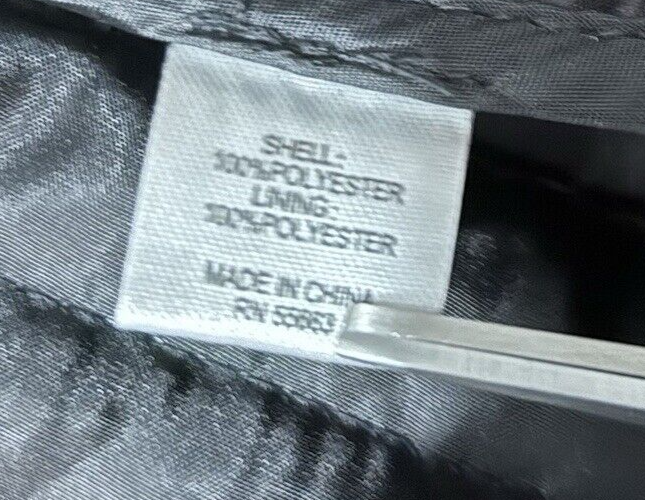 SHELL-
100%POLYESTER
LINING-
100%POLYESTER
MADE IN CHINA
RN